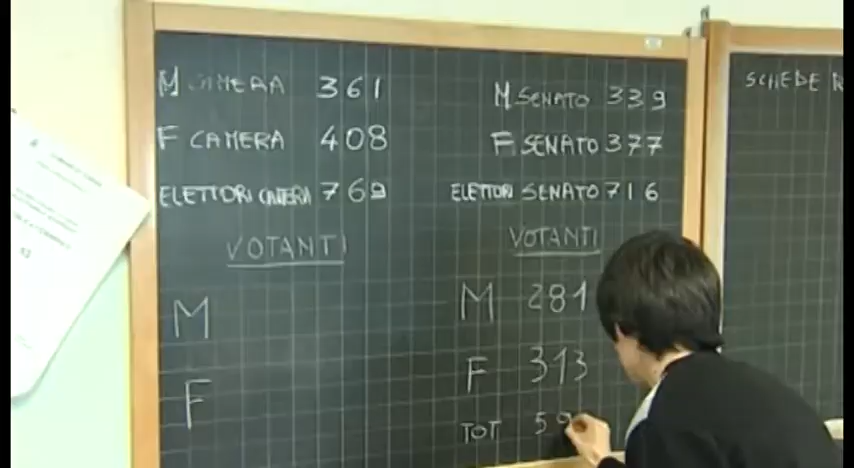 M CAMERA 361
F CAMERA 408
ELETTORI CAMERA 769
VOTANTI
M
F
M SENATO 339
F SENATO 377
ELETTORI SENATO 716
VOTANTI
M 281
F 313
TOT 59
SCHEDE R